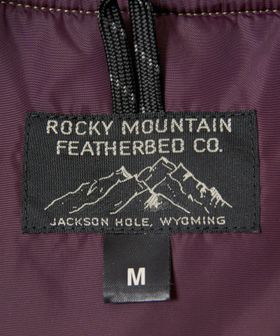 ROCKY MOUNTAIN
FEATHERBED CO.
JACKSON HOLE, WYOMING
M